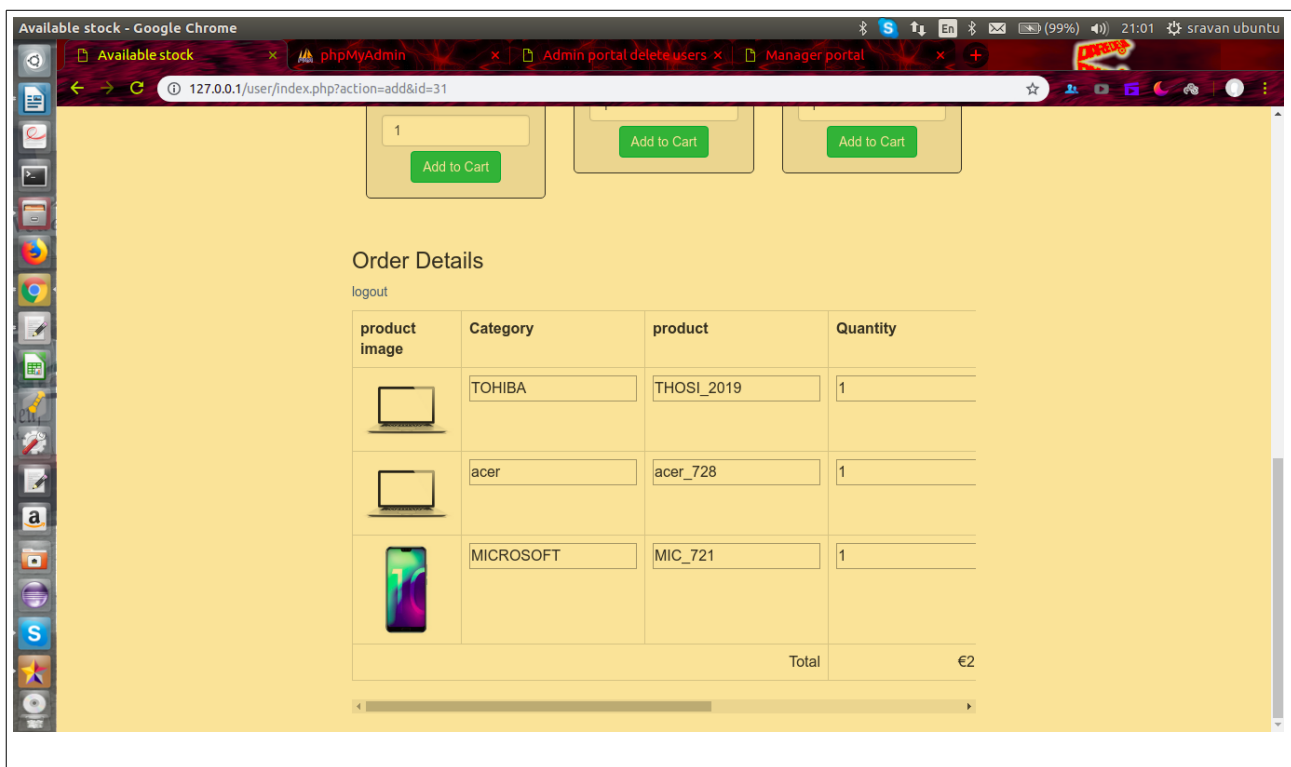 Available stock - Google Chrome
En (99%) 21:01 sravan ubuntu
Available stock × phpMyAdmin × Admin portal delete users × Manager portal × +
127.0.0.1/user/index.php?action=add&id=31
1
Add to Cart
Add to Cart
Add to Cart
Order Details
logout
product image Category product Quantity
TOHIBA THOSI_2019 1
acer acer_728 1
MICROSOFT MIC_721 1
Total €2